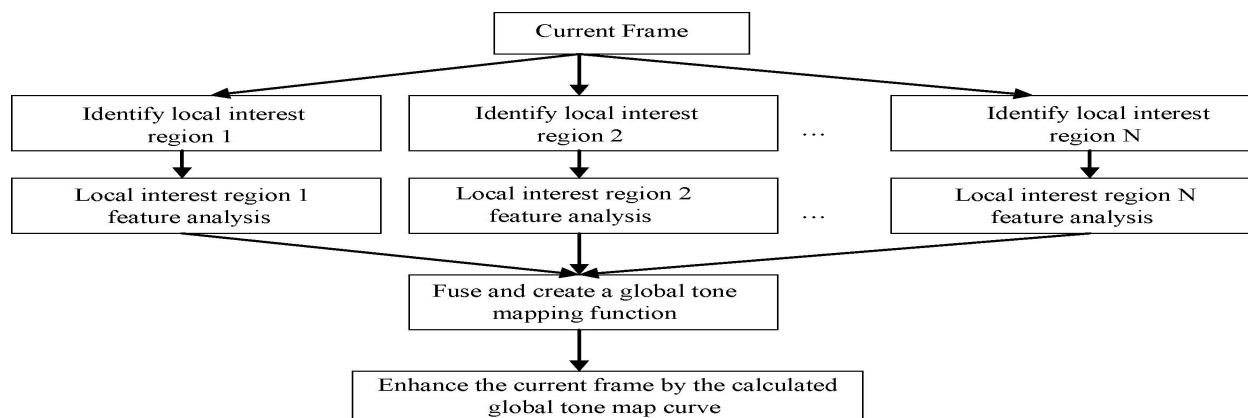 Current Frame
Identify local interest
region 1
Identify local interest
region 2
...
Identify local interest
region N
Local interest region 1
feature analysis
Local interest region 2
feature analysis
...
Local interest region N
feature analysis
Fuse and create a global tone
mapping function
Enhance the current frame by the calculated
global tone map curve